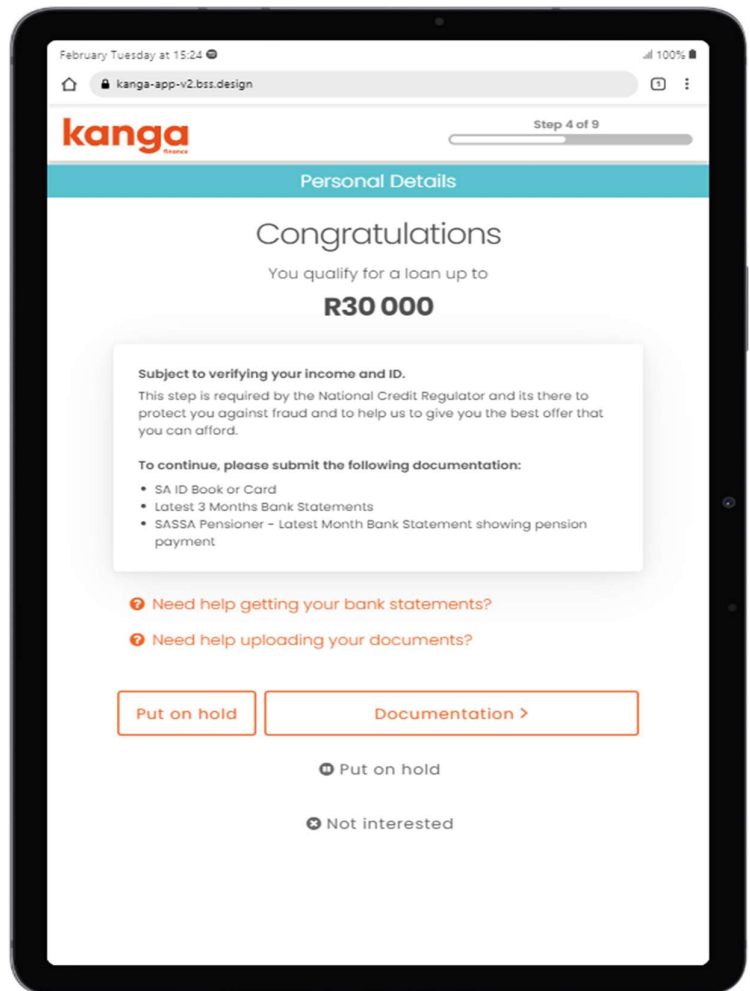 February Tuesday at 15:24
100%
kanga-app-v2.bss.design
1
kanga
finance
Step 4 of 9
Personal Details
Congratulations
You qualify for a loan up to
R30 000
Subject to verifying your income and ID.
This step is required by the National Credit Regulator and its there to
protect you against fraud and to help us to give you the best offer that
you can afford.
To continue, please submit the following documentation:
• SA ID Book or Card
• Latest 3 Months Bank Statements
• SASSA Pensioner - Latest Month Bank Statement showing pension
payment
Need help getting your bank statements?
Need help uploading your documents?
Put on hold
Documentation >
Put on hold
Not interested